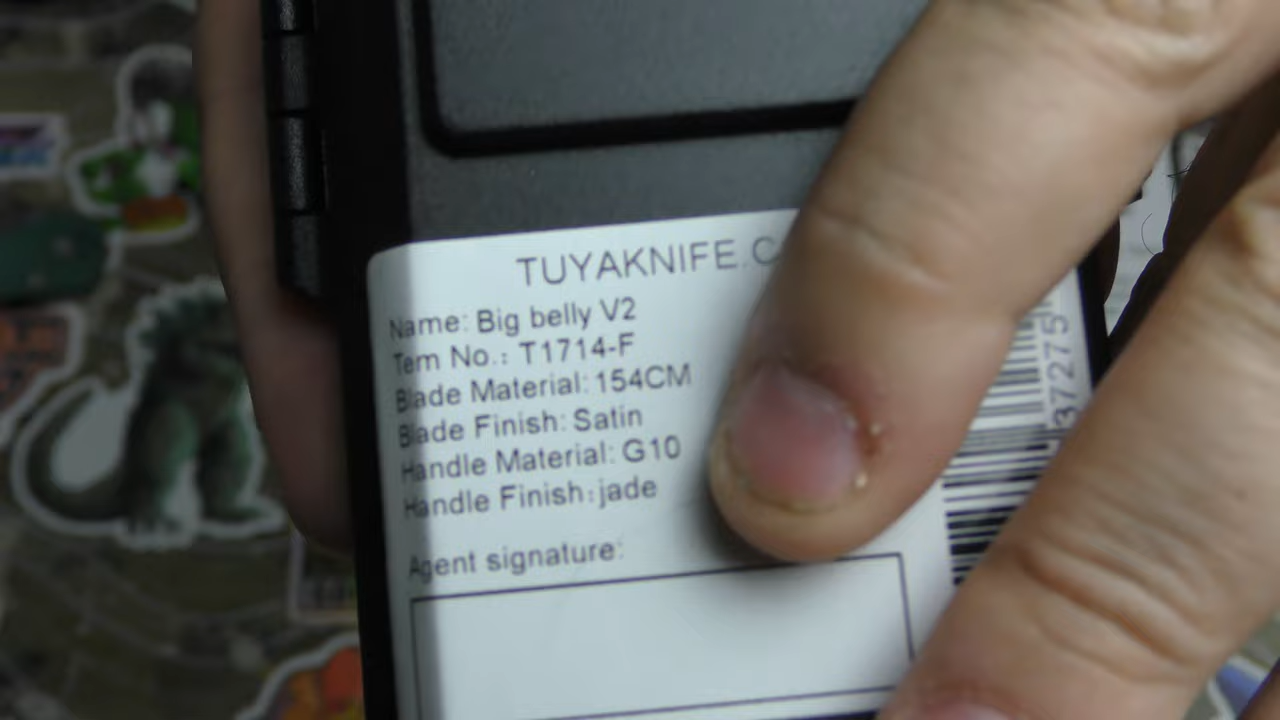 TUYAKNIFE.C
Name: Big belly V2
Tem No.: T1714-F
Blade Material: 154CM
Blade Finish: Satin
Handle Material: G10
Handle Finish: jade
Agent signature:
37275